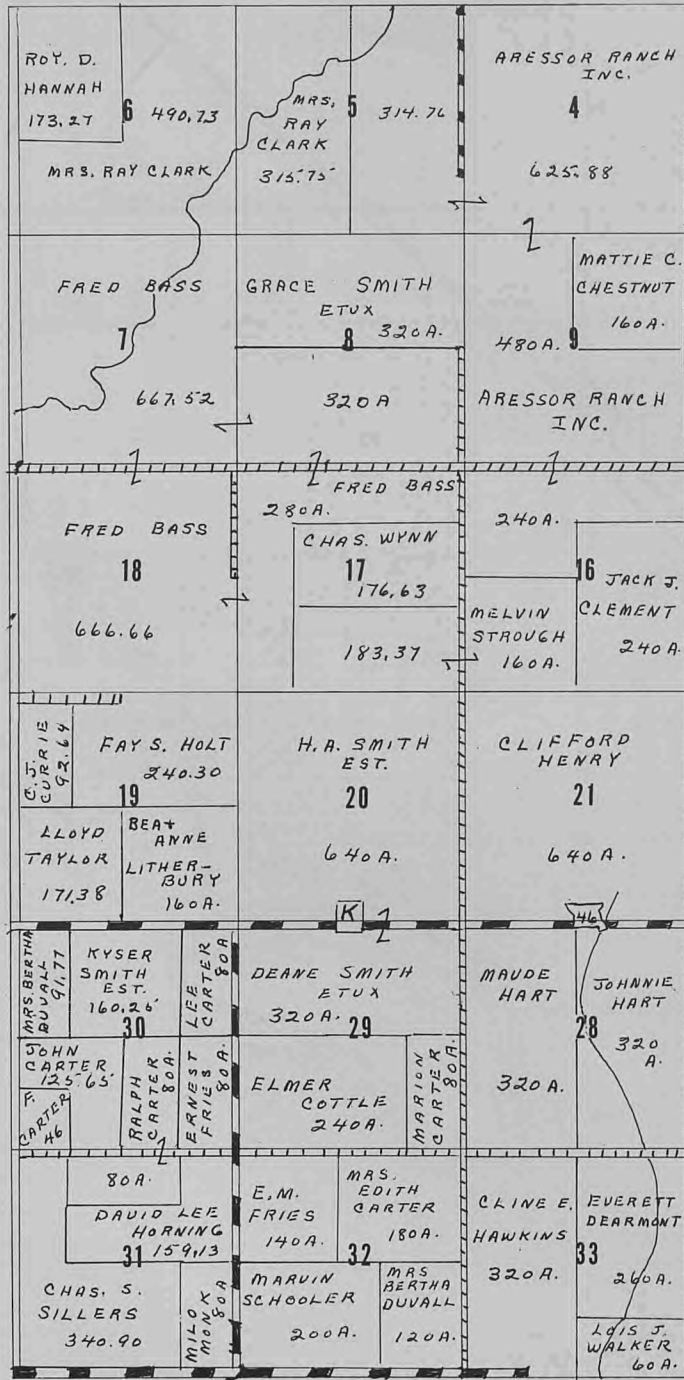 ROY. D.
HANNAH
173.27
6 490.73
MRS. RAY CLARK
MRS.
RAY
CLARK
315.75
5 314.76
ARESSOR RANCH
INC.
4
625.88
FRED BASS
7
667.52
GRACE SMITH
ETUX
320A.
8
320A
MATTIE C.
CHESTNUT
160A.
480A. 9
ARESSOR RANCH
INC.
FRED BASS
18
666.66
FRED BASS
280A.
CHAS. WYNN
17
176.63
183.37
240A.
16
JACK J.
CLEMENT
240A.
MELVIN
STROUGH
160A.
C.J.
CURRIE
92.64
FAY S. HOLT
240.30
19
LLOYD
TAYLOR
171.38
BEA+
ANNE
LITHER-
BURY
160A.
H.A. SMITH
EST.
20
640A.
CLIFFORD
HENRY
21
640A.
K
46
MRS. BERTHA
DUVALL
91.77
KYSER
SMITH
EST.
160.25
30
LEE
CARTER
80A
JOHN
CARTER
125.65
F.
CARTER
46
RALPH
CARTER
80A.
ERNEST
FRIES
80A.
DEANE SMITH
ETUX
320A.
29
ELMER
COTTLE
240A.
MARION
CARTER
80A.
MAUDE
HART
320A.
28
JOHNNIE
HART
320
A.
80A.
DAVID LEE
HORNING
31 159.13
CHAS. S.
SILLERS
340.90
MILO
MONK
80A
E.M.
FRIES
140A.
MRS.
EDITH
CARTER
180A.
32
MARVIN
SCHOOLER
200A.
MRS
BERTHA
DUVALL
120A.
CLINE E.
HAWKINS
320A.
33
EVERETT
DEARMONT
260A.
LOIS J.
WALKER
60A.